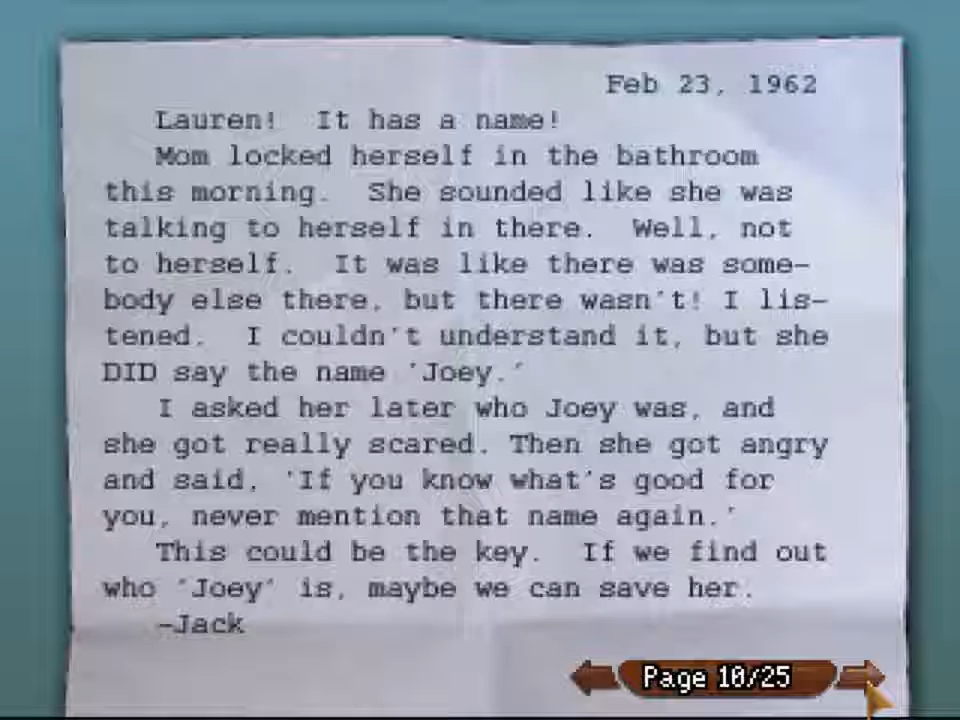 Feb 23, 1962
Lauren!  It has a name!
Mom locked herself in the bathroom
this morning.  She sounded like she was
talking to herself in there.  Well, not
to herself.  It was like there was some-
body else there, but there wasn't! I lis-
tened.  I couldn't understand it, but she
DID say the name 'Joey.'
I asked her later who Joey was, and
she got really scared. Then she got angry
and said, 'If you know what's good for
you, never mention that name again.'
This could be the key.  If we find out
who 'Joey' is, maybe we can save her.
-Jack
Page 10/25